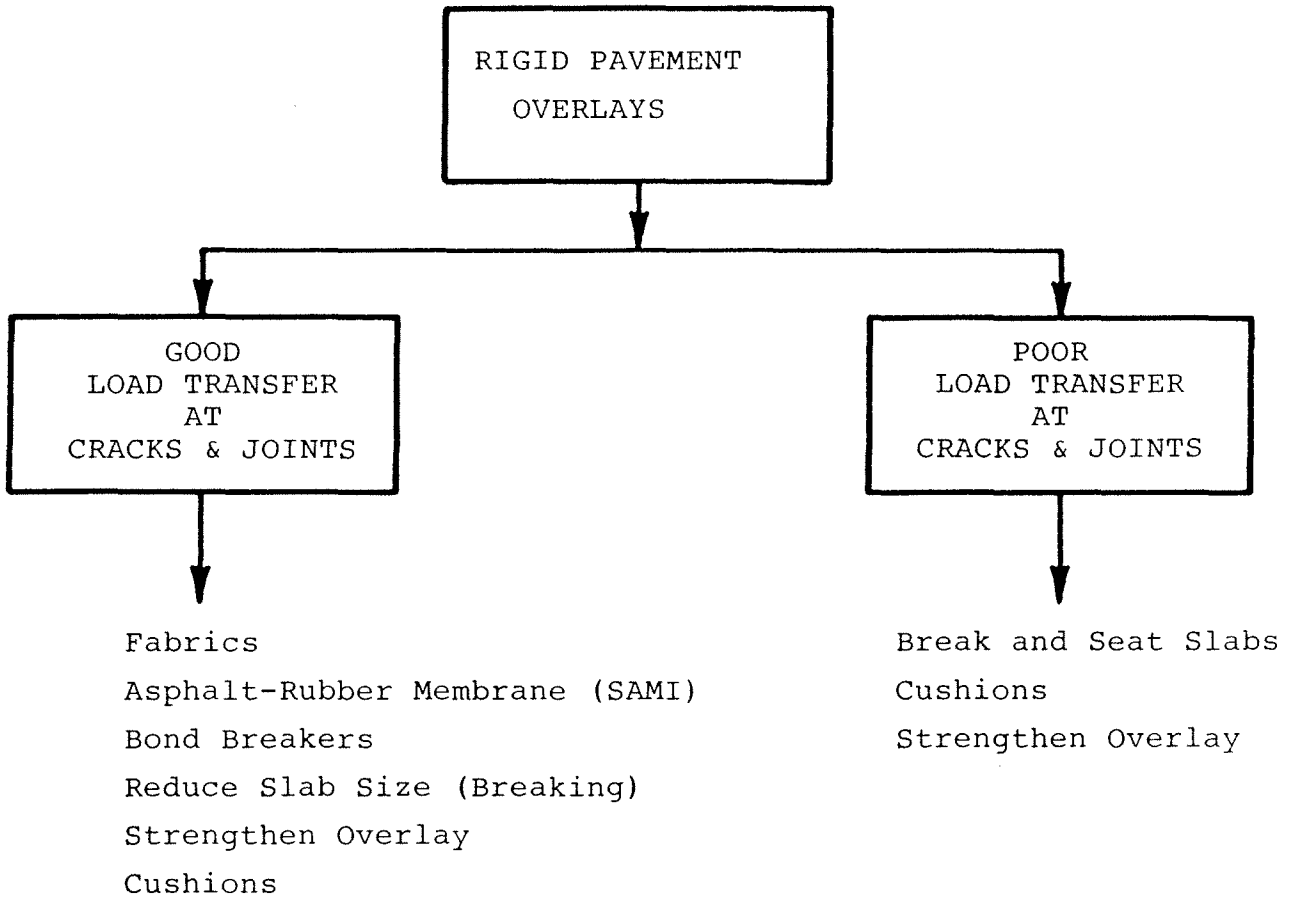 RIGID PAVEMENT
OVERLAYS
GOOD
LOAD TRANSFER
AT
CRACKS & JOINTS
POOR
LOAD TRANSFER
AT
CRACKS & JOINTS
Fabrics
Asphalt-Rubber Membrane (SAMI)
Bond Breakers
Reduce Slab Size (Breaking)
Strengthen Overlay
Cushions
Break and Seat Slabs
Cushions
Strengthen Overlay